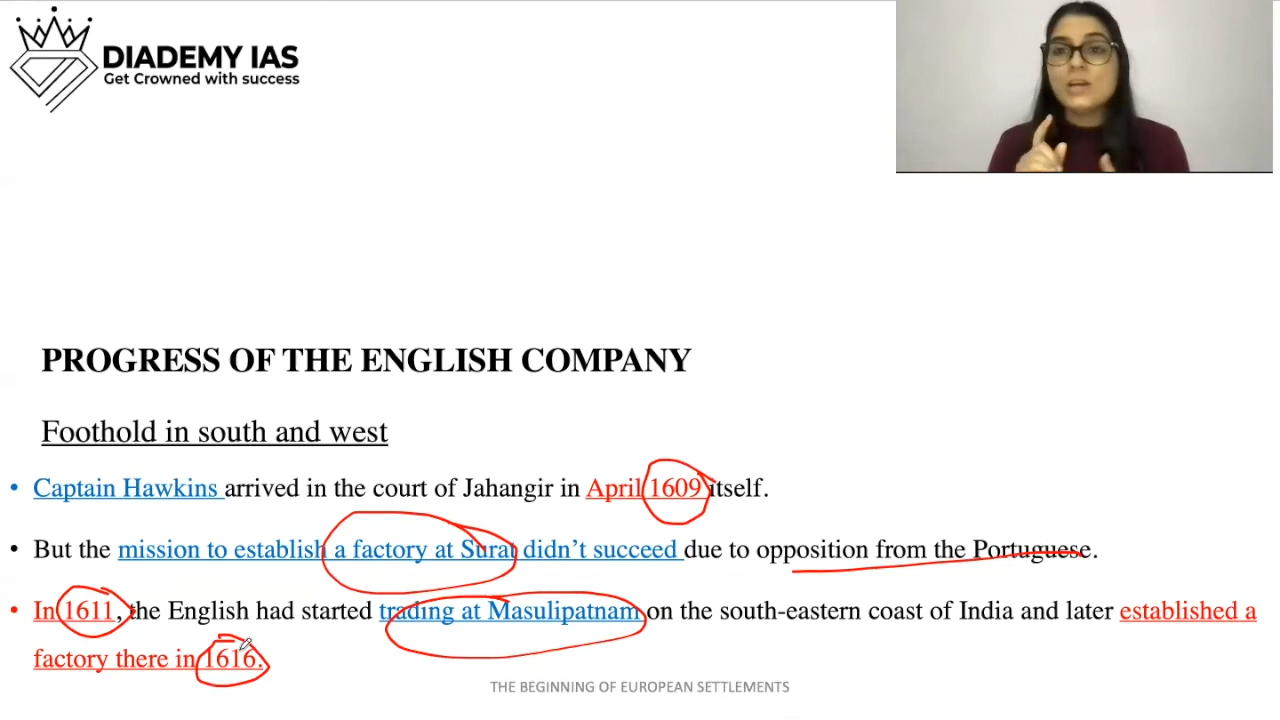 DIADEMY IAS
Get Crowned with success
PROGRESS OF THE ENGLISH COMPANY
Foothold in south and west
• Captain Hawkins arrived in the court of Jahangir in April 1609 itself.
• But the mission to establish a factory at Surat didn’t succeed due to opposition from the Portuguese.
• In 1611, the English had started trading at Masulipatnam on the south-eastern coast of India and later established a
factory there in 1616.
THE BEGINNING OF EUROPEAN SETTLEMENTS